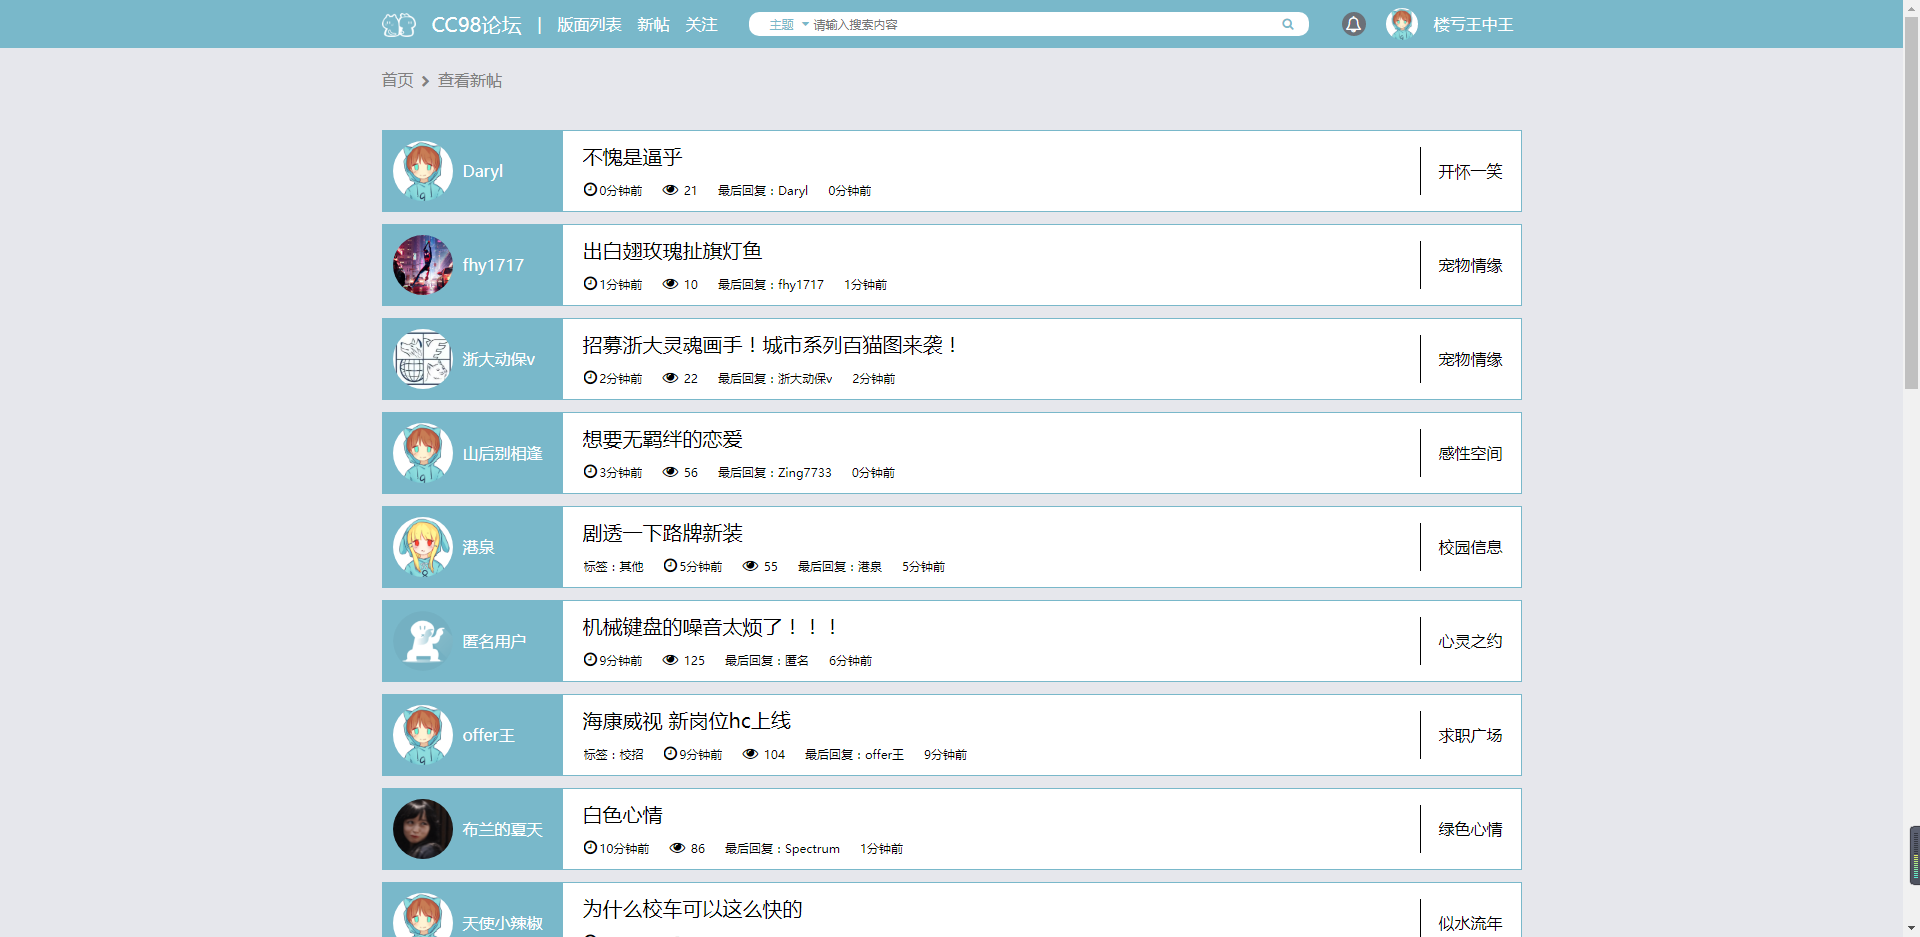 CC98论坛 | 版面列表 新帖 关注 主题 请输入搜索内容 楼亏王中王
首页 查看新帖
Daryl
不愧是逼乎
0分钟前 21 最后回复：Daryl 0分钟前
开怀一笑
fhy1717
出白翅玫瑰扯旗灯鱼
1分钟前 10 最后回复：fhy1717 1分钟前
宠物情缘
浙大动保v
招募浙大灵魂画手！城市系列百猫图来袭！
2分钟前 22 最后回复：浙大动保v 2分钟前
宠物情缘
山后别相逢
想要无羁绊的恋爱
3分钟前 56 最后回复：Zing7733 0分钟前
感性空间
港泉
剧透一下路牌新装
标签：其他 5分钟前 55 最后回复：港泉 5分钟前
校园信息
匿名用户
机械键盘的噪音太烦了！！！
9分钟前 125 最后回复：匿名 6分钟前
心灵之约
offer王
海康威视 新岗位hc上线
标签：校招 9分钟前 104 最后回复：offer王 9分钟前
求职广场
布兰的夏天
白色心情
10分钟前 86 最后回复：Spectrum 1分钟前
绿色心情
天使小辣椒
为什么校车可以这么快的
似水流年